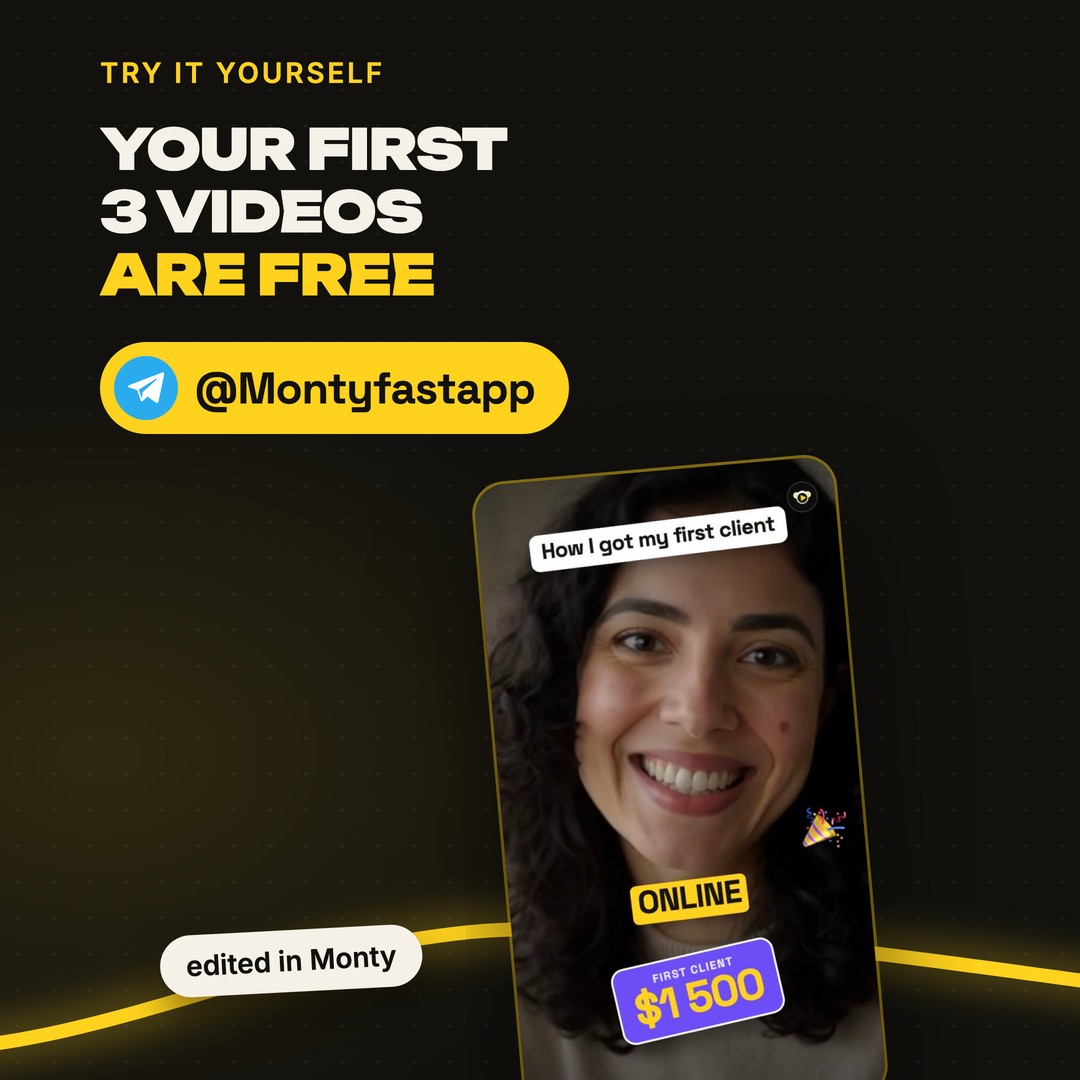 TRY IT YOURSELF
YOUR FIRST
3 VIDEOS
ARE FREE
@Montyfastapp
How I got my first client
ONLINE
FIRST CLIENT
$1 500
edited in Monty